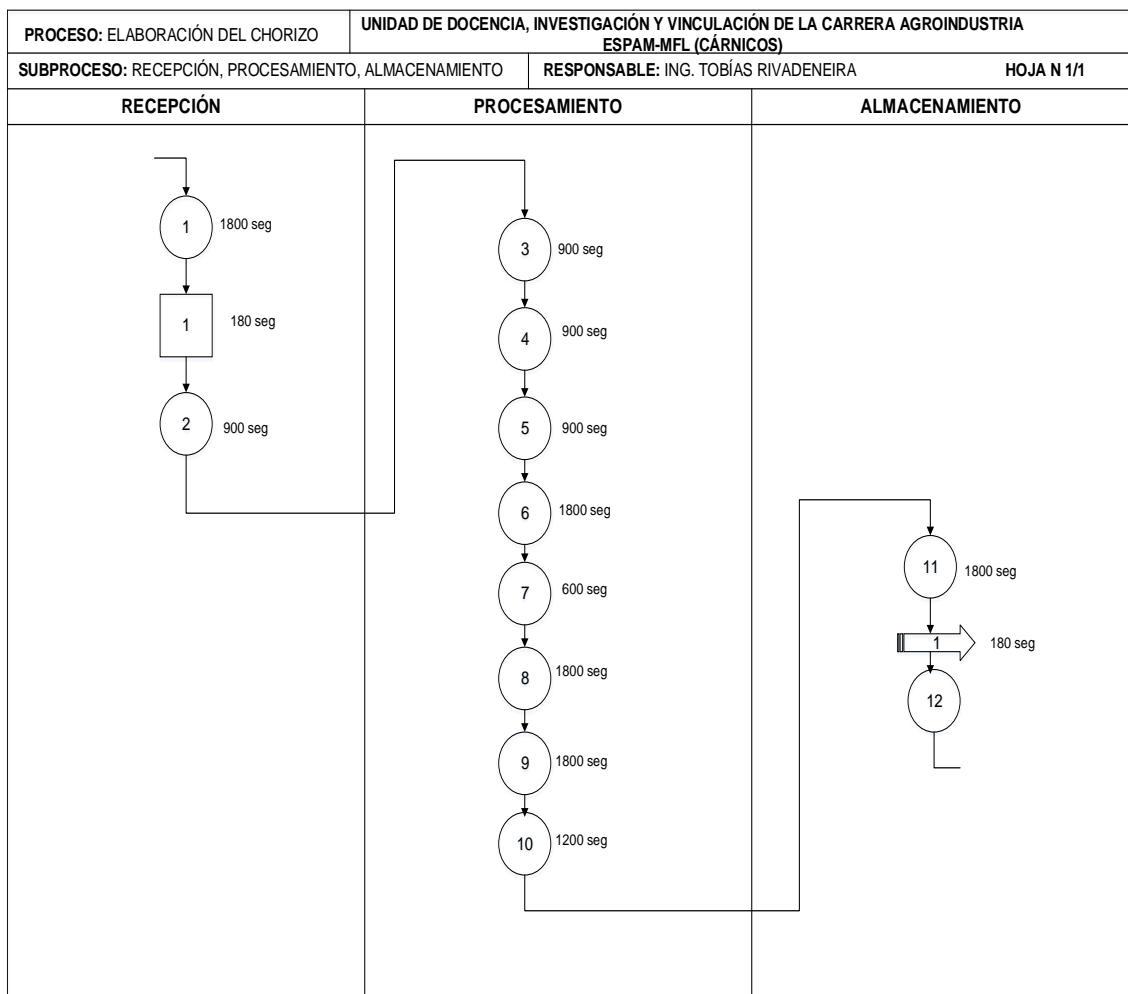 PROCESO: ELABORACIÓN DEL CHORIZO
UNIDAD DE DOCENCIA, INVESTIGACIÓN Y VINCULACIÓN DE LA CARRERA AGROINDUSTRIA
ESPAM-MFL (CÁRNICOS)
SUBPROCESO: RECEPCIÓN, PROCESAMIENTO, ALMACENAMIENTO
RESPONSABLE: ING. TOBÍAS RIVADENEIRA
HOJA N 1/1
RECEPCIÓN
PROCESAMIENTO
ALMACENAMIENTO
1
1800 seg
1
180 seg
2
900 seg
3
900 seg
4
900 seg
5
900 seg
6
1800 seg
7
600 seg
8
1800 seg
9
1800 seg
10
1200 seg
11
1800 seg
1
180 seg
12